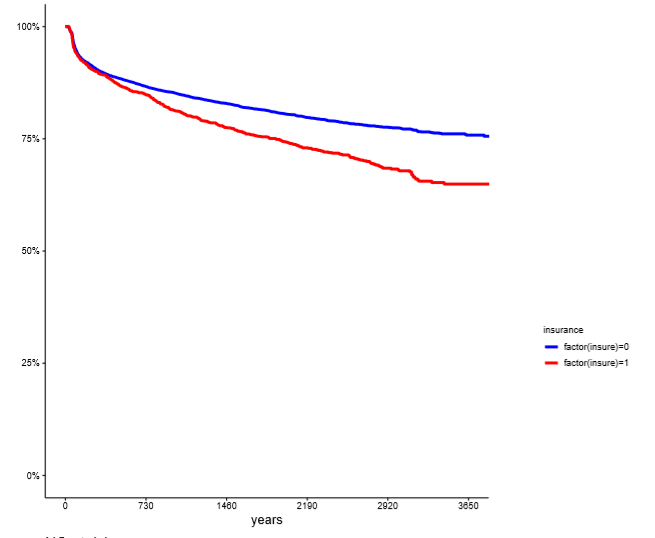 100%
75%
50%
25%
0%
0 730 1460 2190 2920 3650
years
insurance
factor(insure)=0
factor(insure)=1